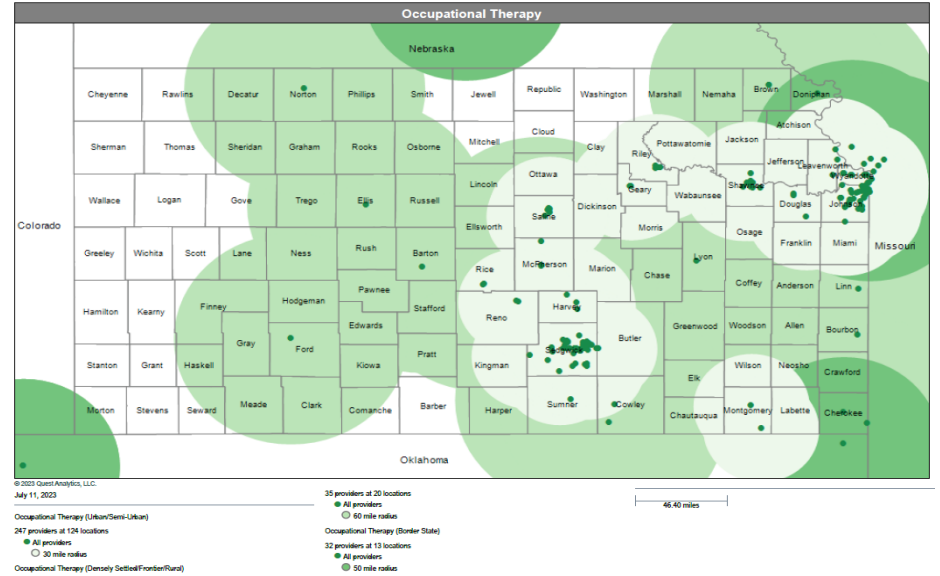 Occupational Therapy
Nebraska
Cheyenne Rawlins Decatur Norton Phillips Smith Jewell Republic Washington Marshall Nemaha Brown Doniphan
Atchison
Sherman Thomas Sheridan Graham Rooks Osborne Mitchell Cloud Clay Riley Pottawatomie Jackson Jefferson Leavenworth
Wyandotte
Wallace Logan Gove Trego Ellis Russell Lincoln Ottawa Saline Dickinson Geary Wabaunsee Shawnee Douglas Johnson
Colorado
Ellsworth Morris Osage Franklin Miami Missouri
Greeley Wichita Scott Lane Ness Rush Barton Rice McPherson Marion Chase Lyon Coffey Anderson Linn
Hamilton Kearny Finney Hodgeman Pawnee Stafford Reno Harvey
Edwards Butler Greenwood Woodson Allen Bourbon
Stanton Grant Haskell Gray Ford Kiowa Pratt Kingman Sedgwick Elk Wilson Neosho Crawford
Morton Stevens Seward Meade Clark Comanche Barber Harper Sumner Cowley Chautauqua Montgomery Labette Cherokee
Oklahoma
© 2023 Quest Analytics, LLC.
July 11, 2023
Occupational Therapy (Urban/Semi-Urban)
247 providers at 124 locations
All providers
30 mile radius
Occupational Therapy (Densely Settled/Frontier/Rural)
35 providers at 20 locations
All providers
60 mile radius
Occupational Therapy (Border State)
32 providers at 13 locations
All providers
50 mile radius
46.40 miles